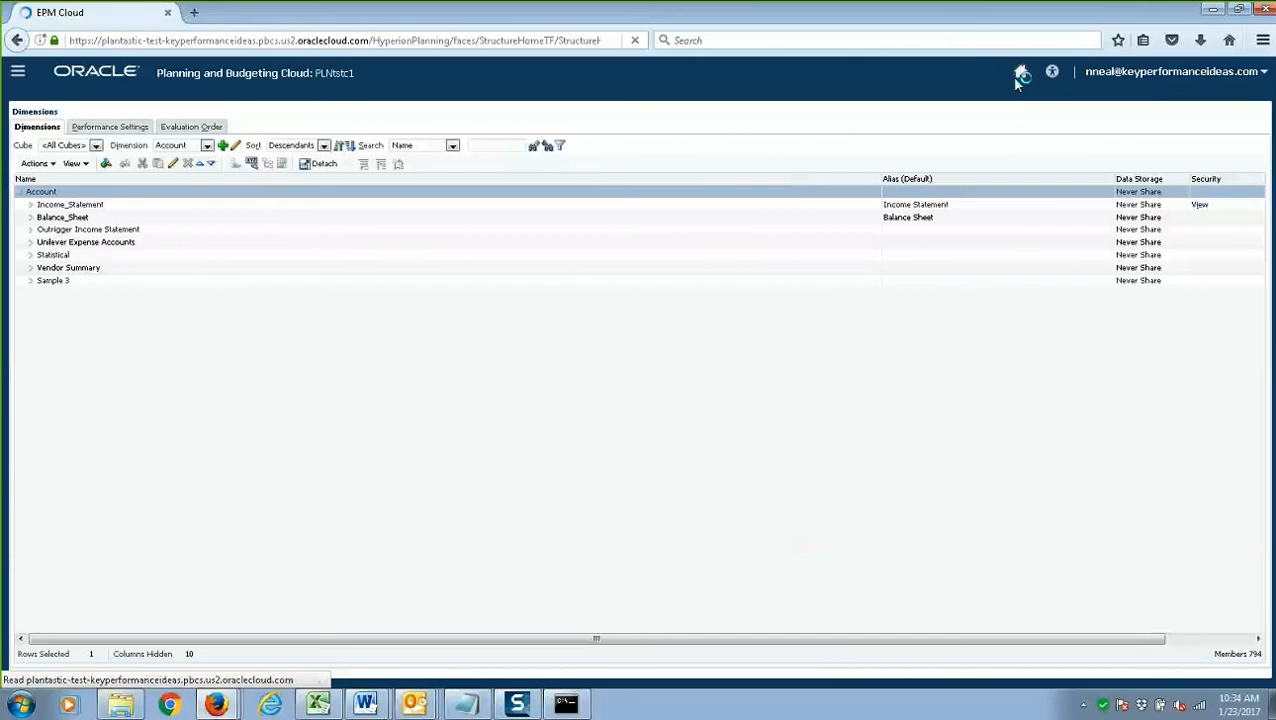 EPM Cloud
https://plantastic-test-keyperformanceideas.pbcs.us2.oraclecloud.com/HyperionPlanning/faces/StructureHomeTF/StructureH
Search
ORACLE Planning and Budgeting Cloud: PLNtstc1 nneal@keyperformanceideas.com
Dimensions
Dimensions Performance Settings Evaluation Order
Cube <All Cubes> Dimension Account Sort Descendants Search Name
Actions View Detach
Name Alias (Default) Data Storage Security
Account Never Share
Income_Statement Income Statement Never Share View
Balance_Sheet Balance Sheet Never Share
Outrigger Income Statement Never Share
Unilever Expense Accounts Never Share
Statistical Never Share
Vendor Summary Never Share
Sample 3 Never Share
Rows Selected 1 Columns Hidden 10 Members 794
Read plantastic-test-keyperformanceideas.pbcs.us2.oraclecloud.com
10:34 AM
1/23/2017